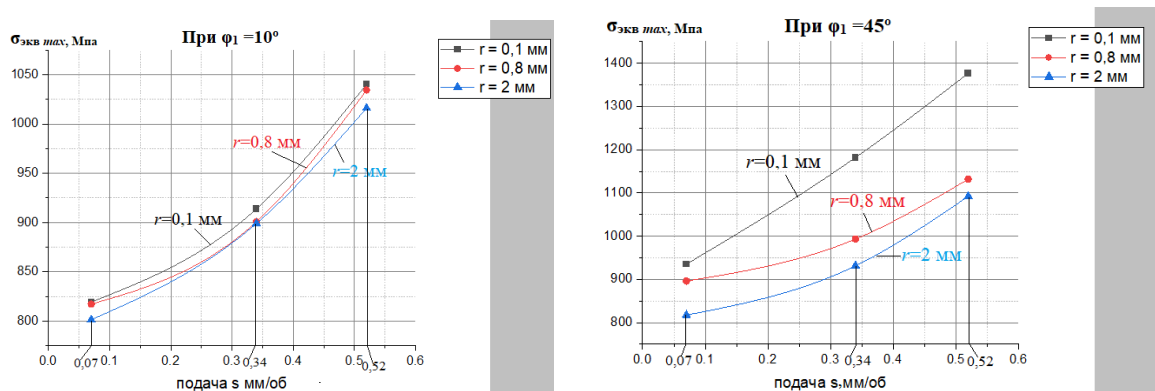 σэкв max, Мпа
При φ₁ =10º
r = 0,1 мм
r = 0,8 мм
r = 2 мм
1050
1000
950
900
850
800
r=0,8 мм
r=2 мм
r=0,1 мм
0.0
0,07
0.1
0.2
0.3
0,34
0.4
0.5
0,52
0.6
подача s мм/об
σэкв max, Мпа
При φ₁ =45º
r = 0,1 мм
r = 0,8 мм
r = 2 мм
1400
1300
1200
1100
1000
900
800
r=0.1 мм
r=0,8 мм
r=2 мм
0.0
0,07
0.1
0.2
0.3
0,34
0.4
0.5
0,52
0.6
подача s,мм/об